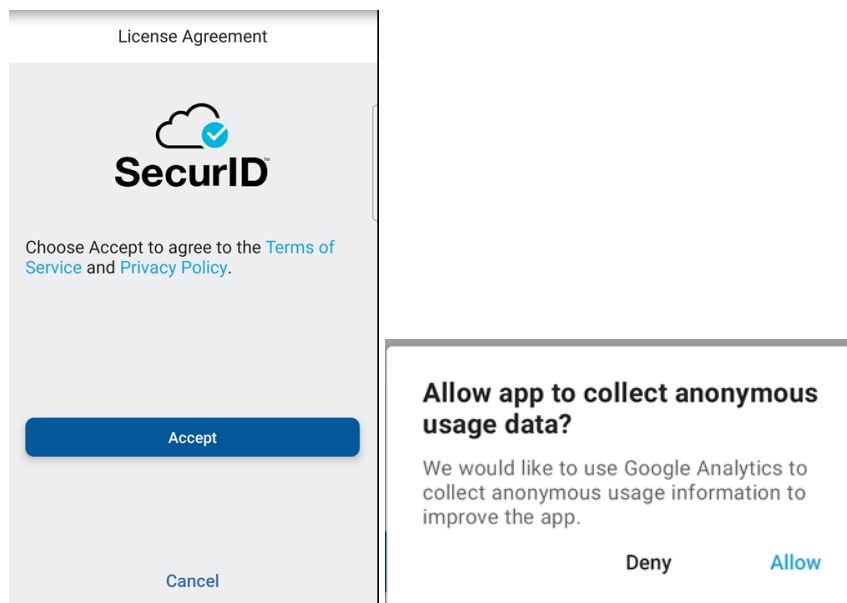 License Agreement
SecurID™
Choose Accept to agree to the Terms of
Service and Privacy Policy.
Accept
Cancel
Allow app to collect anonymous
usage data?
We would like to use Google Analytics to
collect anonymous usage information to
improve the app.
Deny Allow